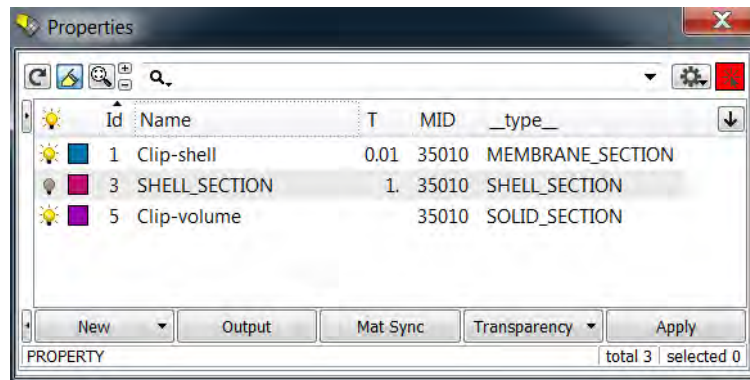 Properties
Id Name T MID __type__
1 Clip-shell 0.01 35010 MEMBRANE_SECTION
3 SHELL_SECTION 1. 35010 SHELL_SECTION
5 Clip-volume 35010 SOLID_SECTION
New Output Mat Sync Transparency Apply
PROPERTY total 3 selected 0